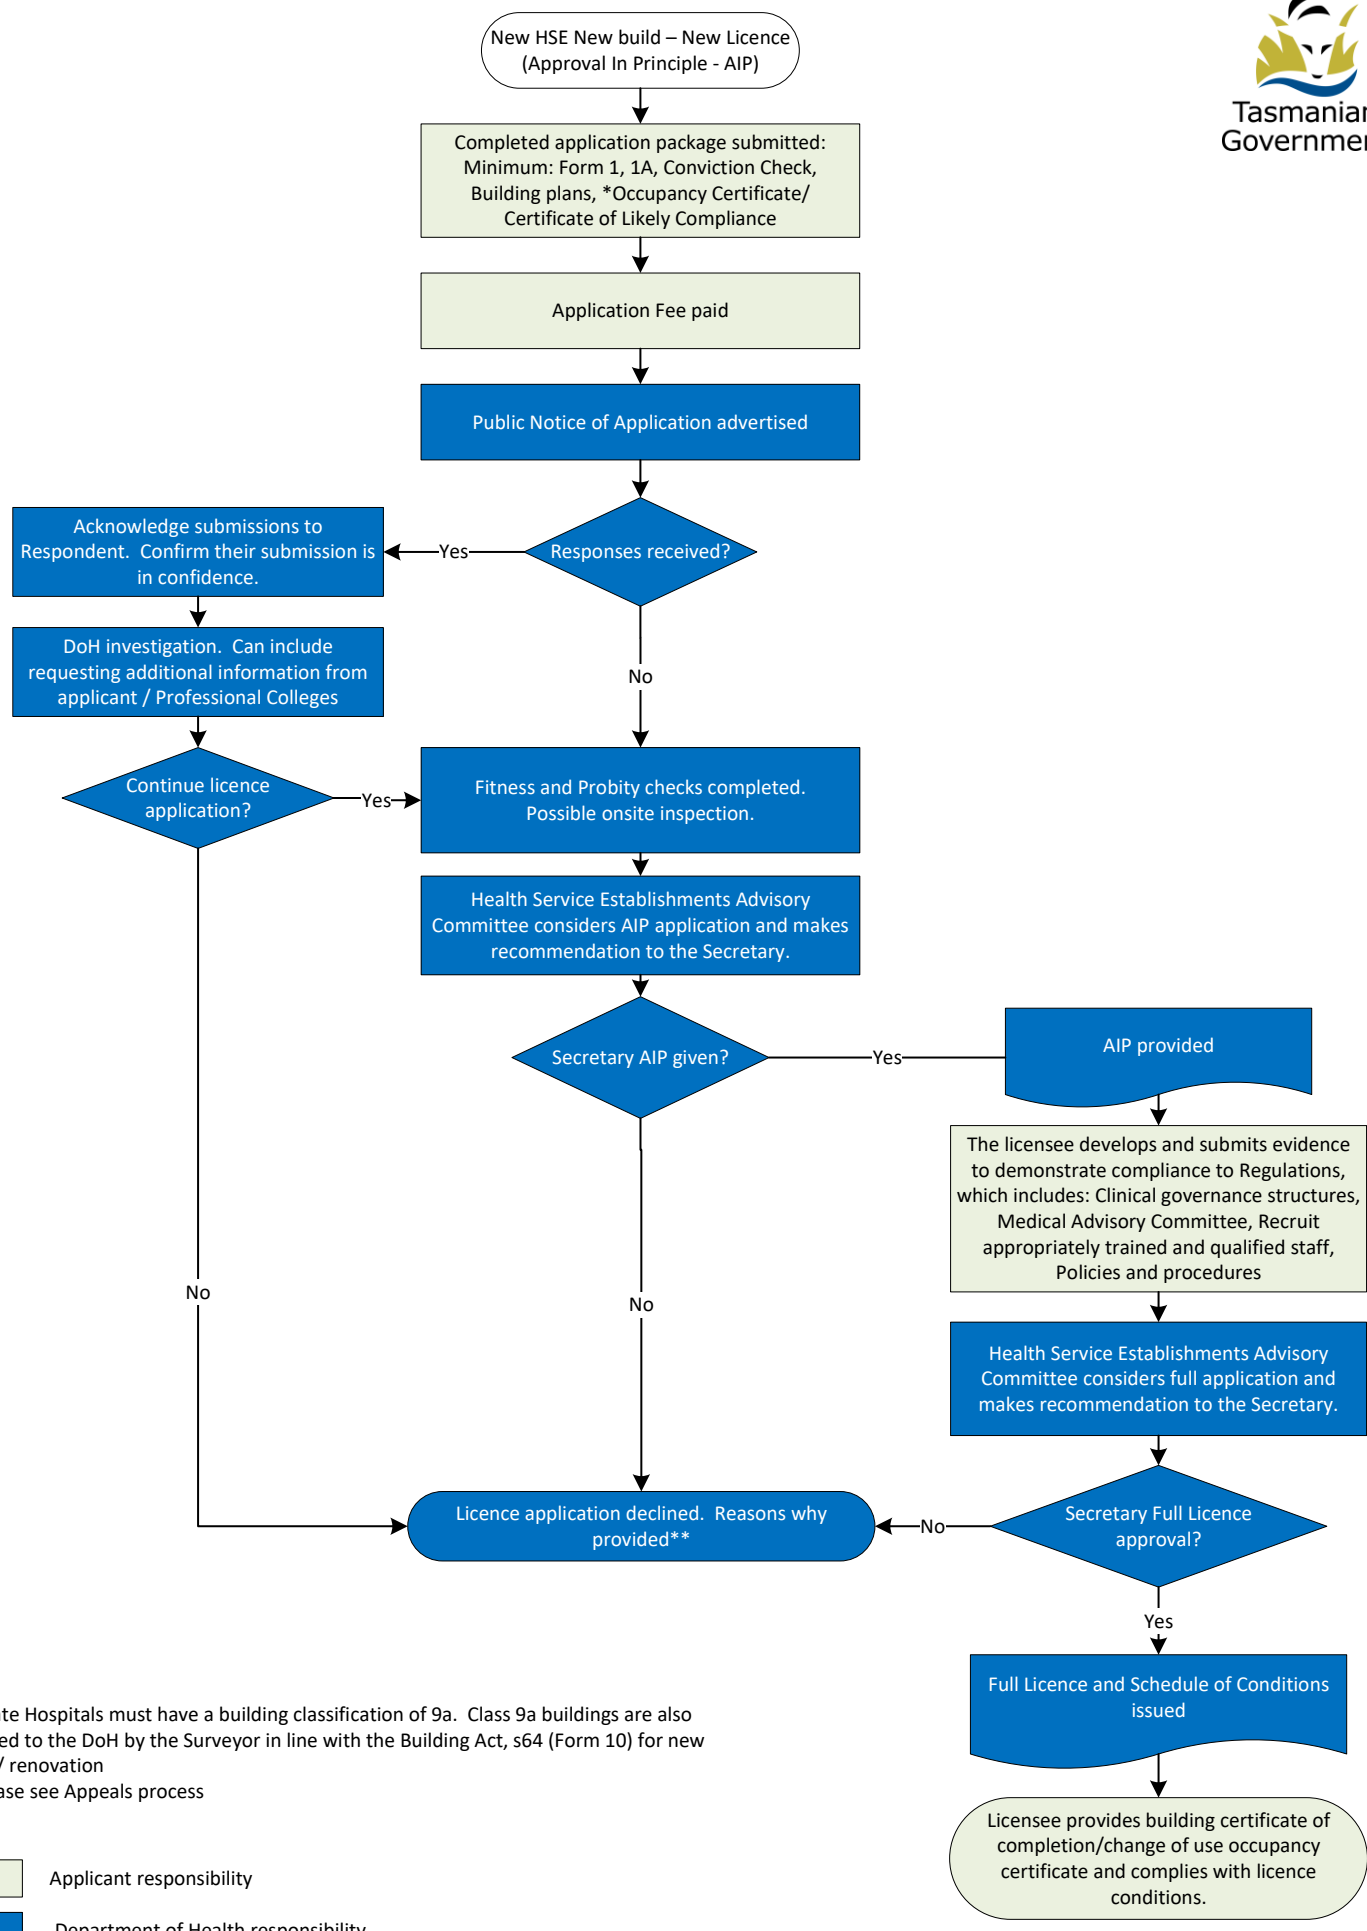 New HSE New build – New Licence
(Approval In Principle - AIP)
Tasmanian
Government
Completed application package submitted:
Minimum: Form 1, 1A, Conviction Check,
Building plans, *Occupancy Certificate/
Certificate of Likely Compliance
Application Fee paid
Public Notice of Application advertised
Responses received?
Yes
Acknowledge submissions to
Respondent. Confirm their submission is
in confidence.
DoH investigation. Can include
requesting additional information from
applicant / Professional Colleges
No
Continue licence
application?
Yes
Fitness and Probity checks completed.
Possible onsite inspection.
Health Service Establishments Advisory
Committee considers AIP application and makes
recommendation to the Secretary.
Secretary AIP given?
Yes
AIP provided
The licensee develops and submits evidence
to demonstrate compliance to Regulations,
which includes: Clinical governance structures,
Medical Advisory Committee, Recruit
appropriately trained and qualified staff,
Policies and procedures
No
No
Health Service Establishments Advisory
Committee considers full application and
makes recommendation to the Secretary.
Licence application declined. Reasons why
provided**
No
Secretary Full Licence
approval?
Yes
Full Licence and Schedule of Conditions
issued
Licensee provides building certificate of
completion/change of use occupancy
certificate and complies with licence
conditions.
Hospitals must have a building classification of 9a. Class 9a buildings are also
to the DoH by the Surveyor in line with the Building Act, s64 (Form 10) for new
/ renovation
see Appeals process
Applicant responsibility
Department of Health responsibility